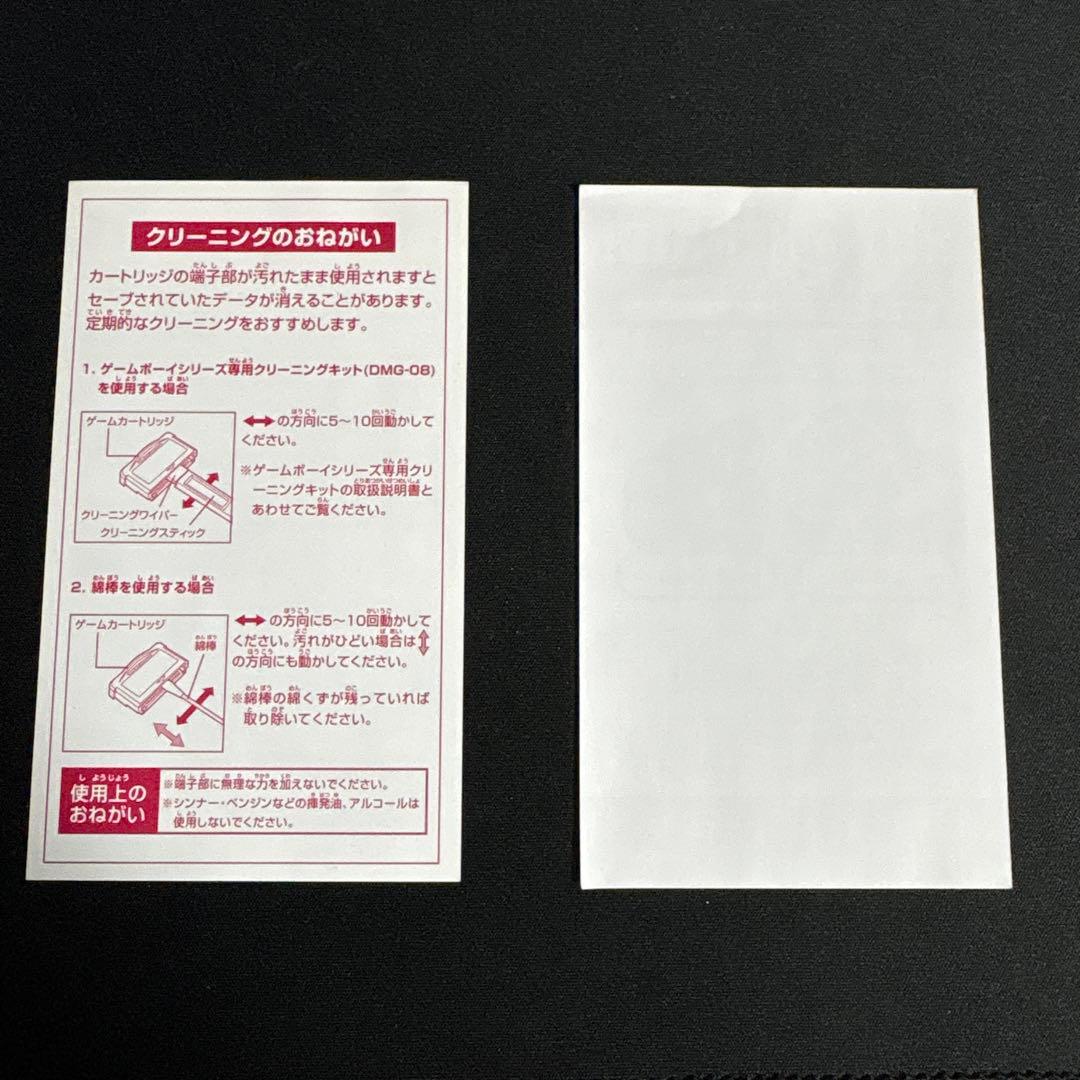 クリーニングのおねがい
カートリッジの端子部が汚れたまま使用されますと
セーブされていたデータが消えることがあります。
定期的なクリーニングをおすすめします。
1. ゲームボーイシリーズ専用クリーニングキット(DMG-08)
を使用する場合
ゲームカートリッジ
クリーニングワイパー
クリーニングスティック
⟷の方向に5〜10回動かして
ください。
※ゲームボーイシリーズ専用クリ
ーニングキットの取扱説明書と
あわせてご覧ください。
2. 綿棒を使用する場合
ゲームカートリッジ
綿棒
⟷の方向に5〜10回動かして
ください。汚れがひどい場合は↕
の方向にも動かしてください。
※綿棒の綿くずが残っていれば
取り除いてください。
使用上の
おねがい
※端子部に無理な力を加えないでください。
※シンナー・ベンジンなどの揮発油、アルコールは
使用しないでください。